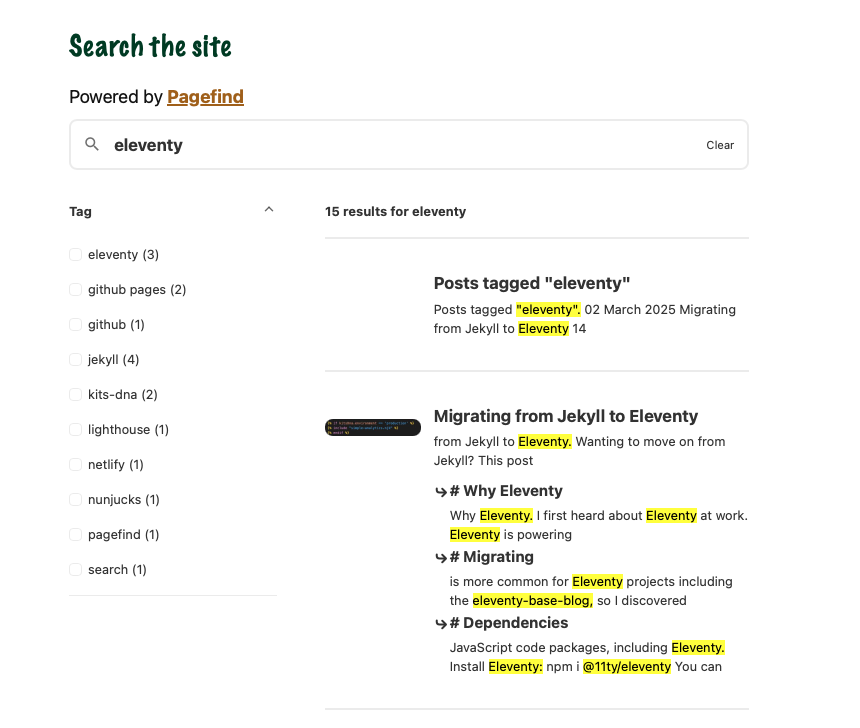 Search the site
Powered by Pagefind
eleventy
Clear
Tag
eleventy (3)
github pages (2)
github (1)
jekyll (4)
kits-dna (2)
lighthouse (1)
netlify (1)
nunjucks (1)
pagefind (1)
search (1)
15 results for eleventy
Posts tagged "eleventy"
Posts tagged "eleventy". 02 March 2025 Migrating
from Jekyll to Eleventy 14
Migrating from Jekyll to Eleventy
from Jekyll to Eleventy. Wanting to move on from
Jekyll? This post
# Why Eleventy
Why Eleventy. I first heard about Eleventy at work.
Eleventy is powering
# Migrating
is more common for Eleventy projects including
the eleventy-base-blog, so I discovered
# Dependencies
JavaScript code packages, including Eleventy.
Install Eleventy: npm i @11ty/eleventy You can